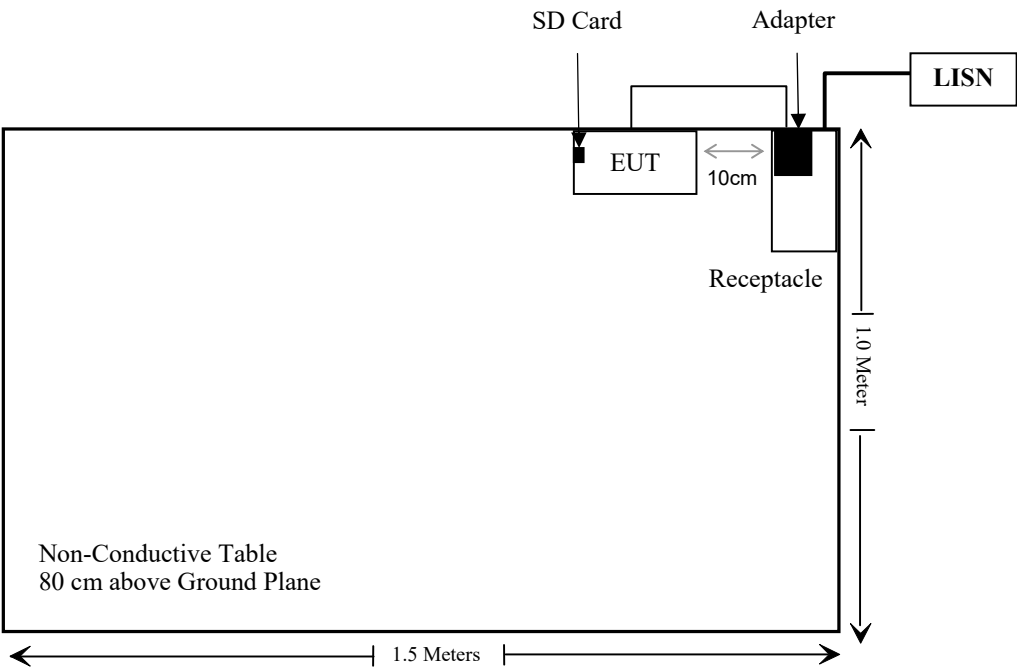 SD Card
Adapter
LISN
EUT
10cm
Receptacle
1.0 Meter
Non-Conductive Table
80 cm above Ground Plane
1.5 Meters